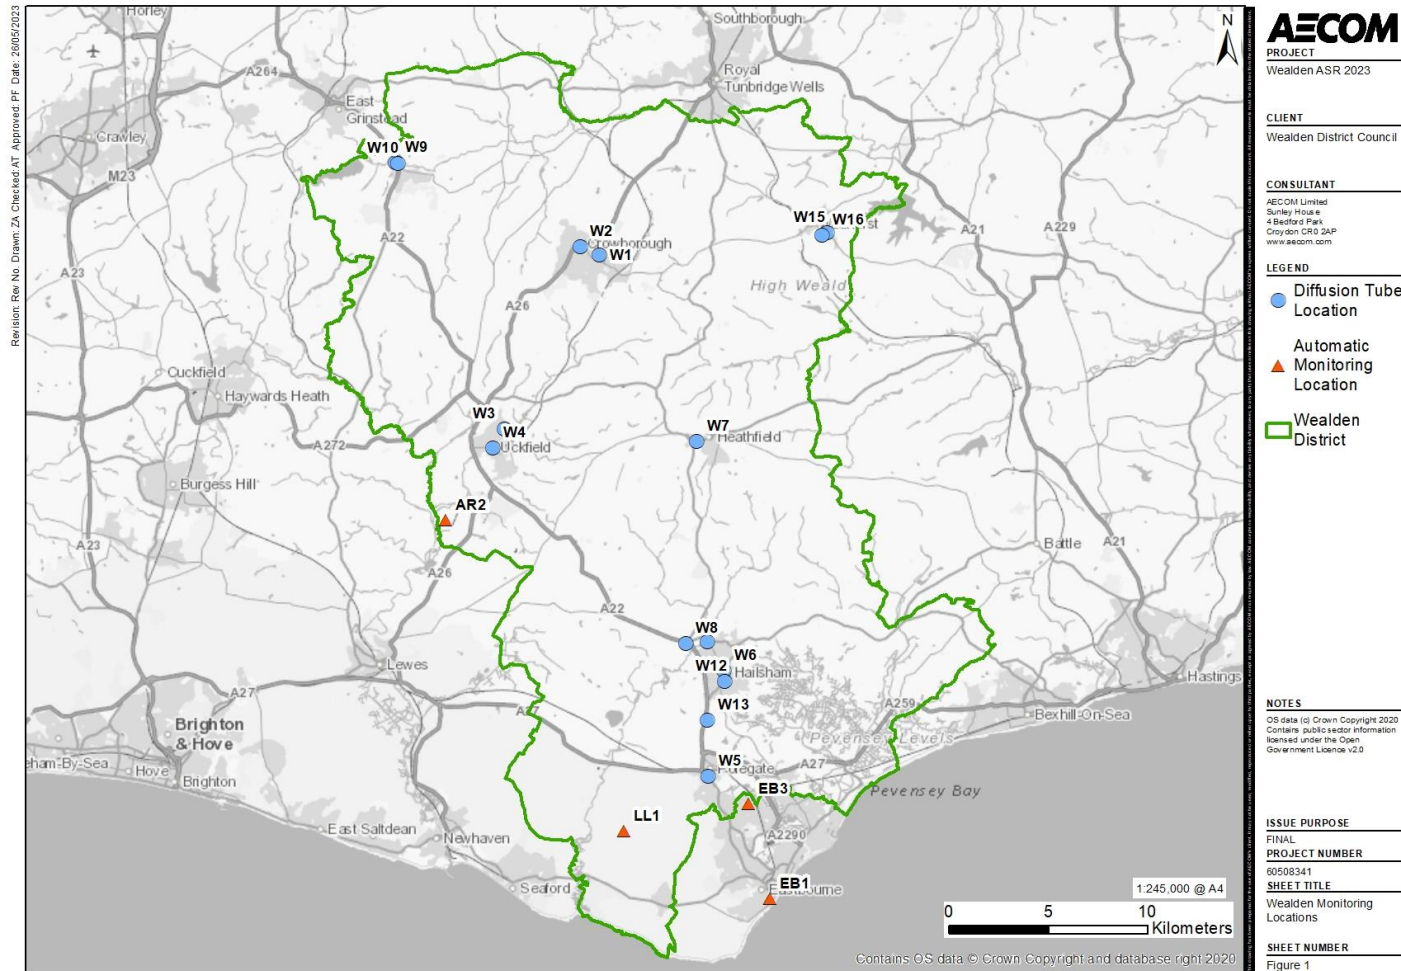 Revision: Rev No. Drawn: ZA Checked: AT Approved: PF Date: 26/05/2023
Horley
Southborough
N
A264
Royal
Tunbridge Wells
East
Grinstead
Crawley
W10
W9
M23
W15
W16
A21
A229
A22
W2
Crowborough
W1
A23
High Weald
A26
Cuckfield
Haywards Heath
W3
W4
Uckfield
W7
Heathfield
A272
Burgess Hill
AR2
A23
A26
Battle
A21
A22
W8
W6
W12
Hailsham
Lewes
Hastings
A27
A27
W13
A259
Bexhill-On-Sea
Brighton
& Hove
Pevensey Levels
W5
Polegate
A27
eham-By-Sea
Hove
Brighton
EB3
Pevensey Bay
LL1
East Saltdean
Newhaven
A2290
Seaford
EB1
Eastbourne
1:245,000 @ A4
0
5
10
Kilometers
Contains OS data © Crown Copyright and database right 2020
AECOM
PROJECT
Wealden ASR 2023
CLIENT
Wealden District Council
CONSULTANT
AECOM Limited
Sunley House
4 Bedford Park
Croydon CR0 2AP
www.aecom.com
LEGEND
Diffusion Tube
Location
Automatic
Monitoring
Location
Wealden
District
NOTES
OS data (c) Crown Copyright 2020
Contains public sector information
licensed under the Open
Government Licence v2.0
ISSUE PURPOSE
FINAL
PROJECT NUMBER
60508341
SHEET TITLE
Wealden Monitoring
Locations
SHEET NUMBER
Figure 1